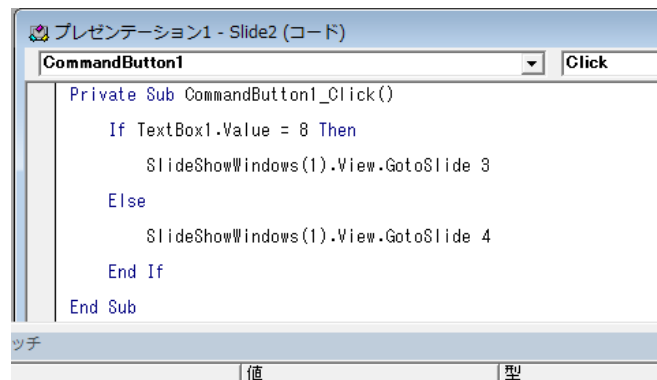 プレゼンテーション1 - Slide2 (コード)
CommandButton1 Click
Private Sub CommandButton1_Click()
If TextBox1.Value = 8 Then
SlideShowWindows(1).View.GotoSlide 3
Else
SlideShowWindows(1).View.GotoSlide 4
End If
End Sub
ッチ
値 型